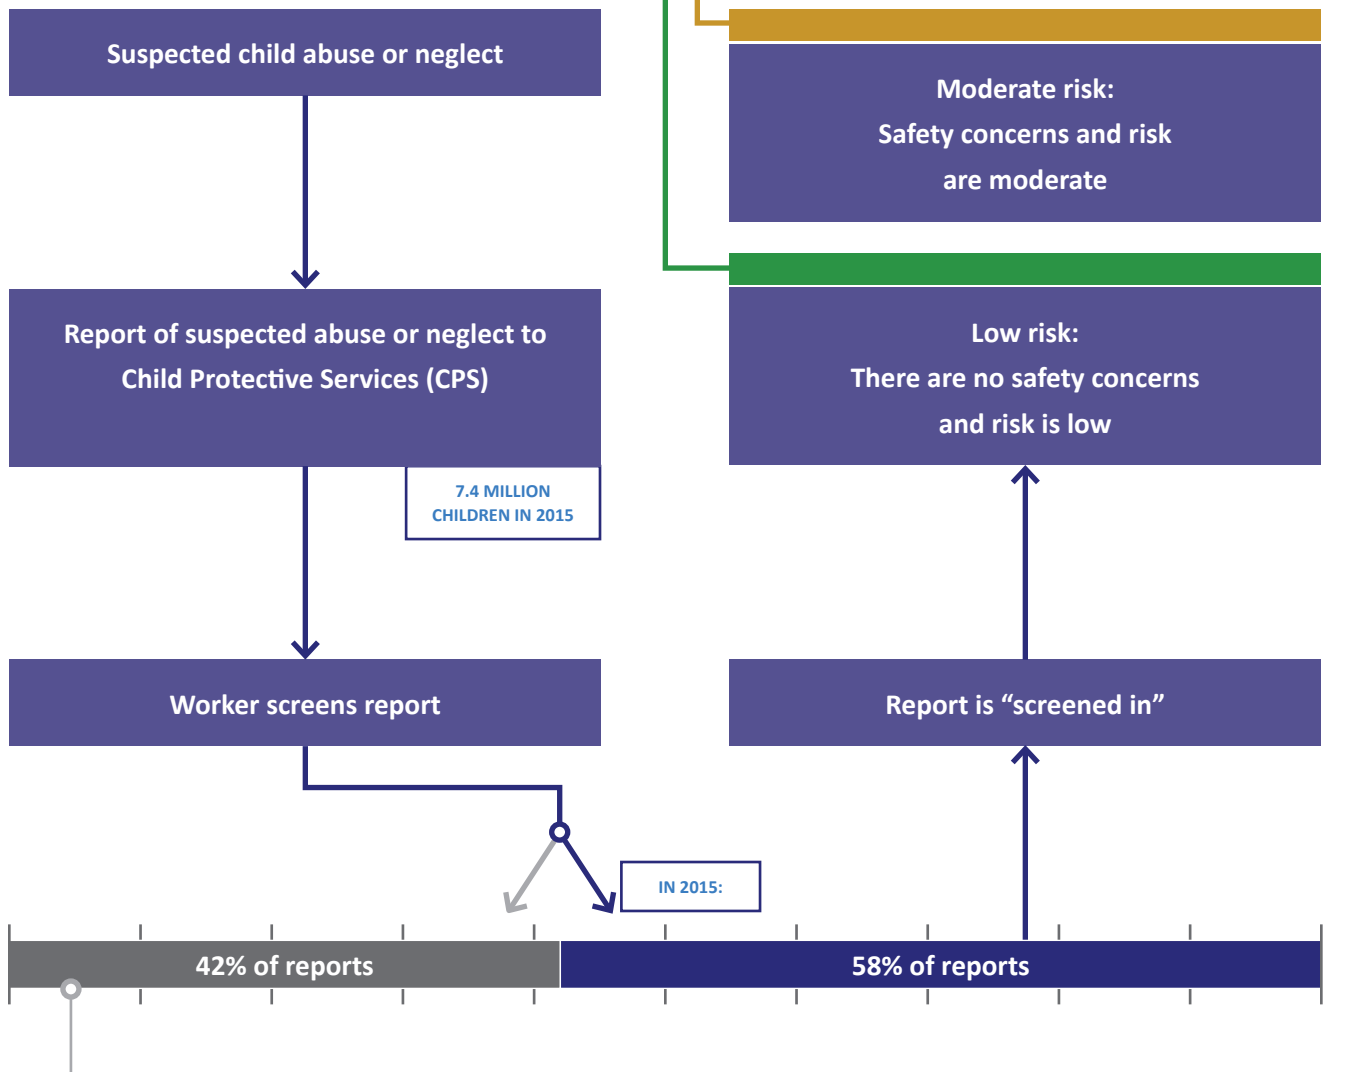 Suspected child abuse or neglect
Report of suspected abuse or neglect to
Child Protective Services (CPS)
7.4 MILLION
CHILDREN IN 2015
Worker screens report
IN 2015:
42% of reports
58% of reports
Report is “screened in”
Moderate risk:
Safety concerns and risk
are moderate
Low risk:
There are no safety concerns
and risk is low